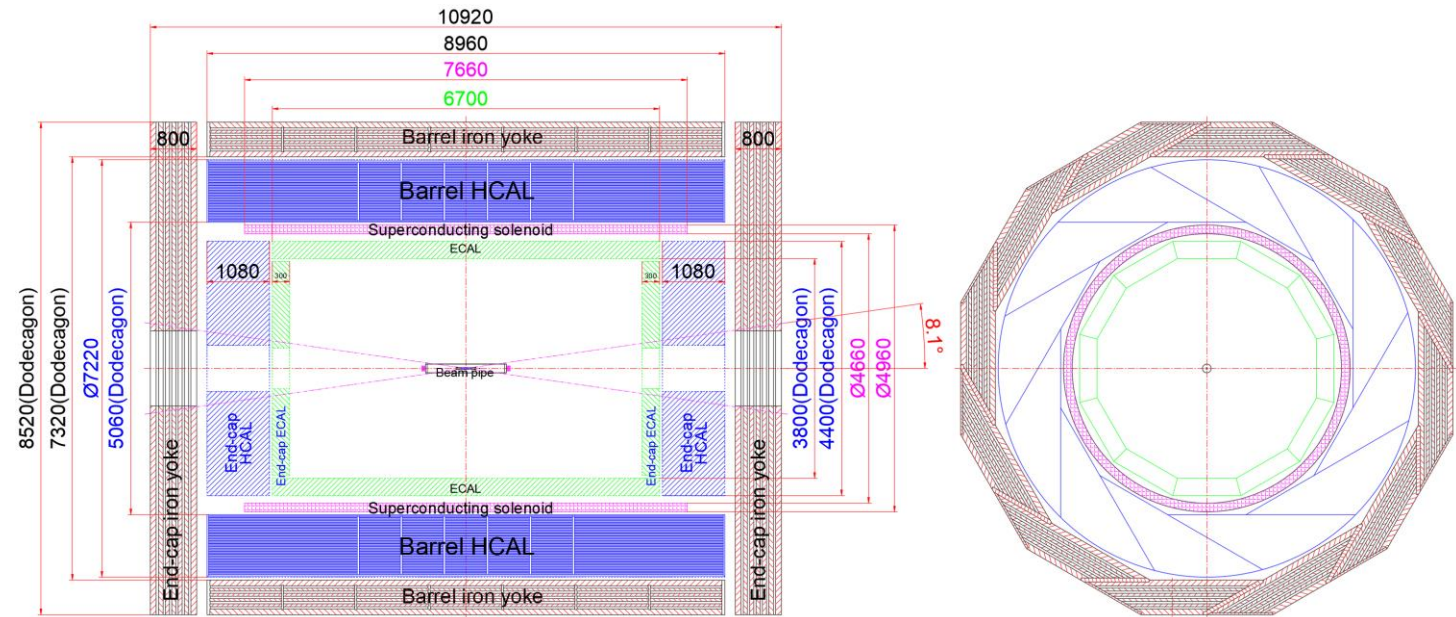 10920
8960
7660
6700
800
Barrel iron yoke
800
Barrel HCAL
Superconducting solenoid
ECAL
1080
300
300
1080
8.1°
Beam pipe
8520(Dodecagon)
7320(Dodecagon)
Ø7220
5060(Dodecagon)
3800(Dodecagon)
4400(Dodecagon)
Ø4660
Ø4960
End-cap
HCAL
End-cap ECAL
End-cap ECAL
End-cap
HCAL
End-cap iron yoke
End-cap iron yoke
ECAL
Superconducting solenoid
Barrel HCAL
Barrel iron yoke